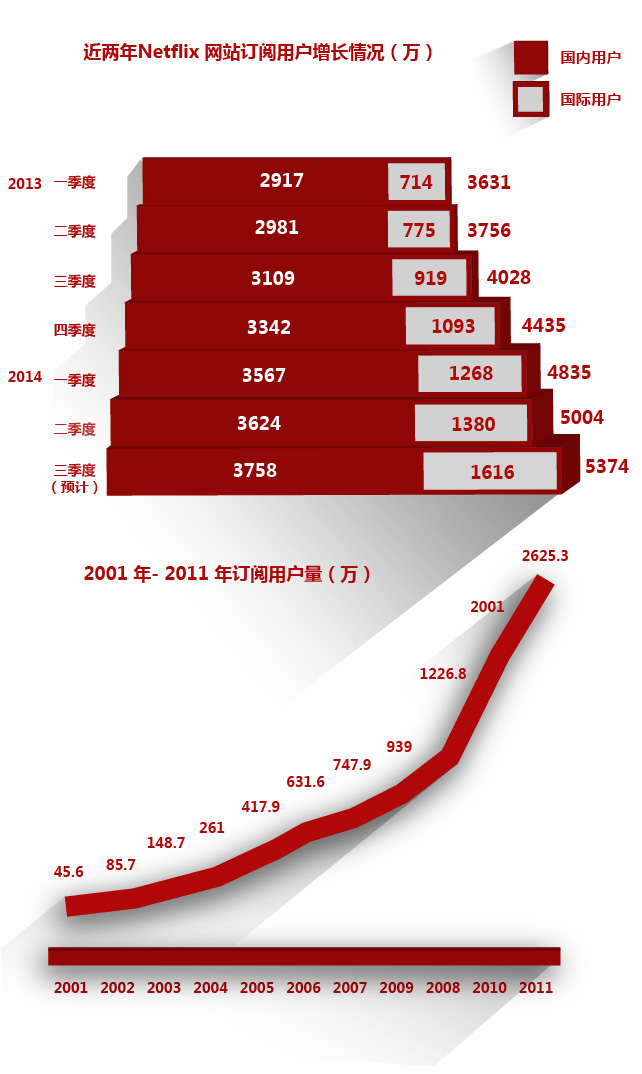 近两年Netflix 网站订阅用户增长情况（万）
国内用户
国际用户
2013 一季度 2917 714 3631
二季度 2981 775 3756
三季度 3109 919 4028
四季度 3342 1093 4435
2014 一季度 3567 1268 4835
二季度 3624 1380 5004
三季度 3758 1616 5374
（预计）
2001 年- 2011 年订阅用户量（万）
2625.3
2001
1226.8
939
747.9
631.6
417.9
261
148.7
85.7
45.6
2001 2002 2003 2004 2005 2006 2007 2009 2008 2010 2011